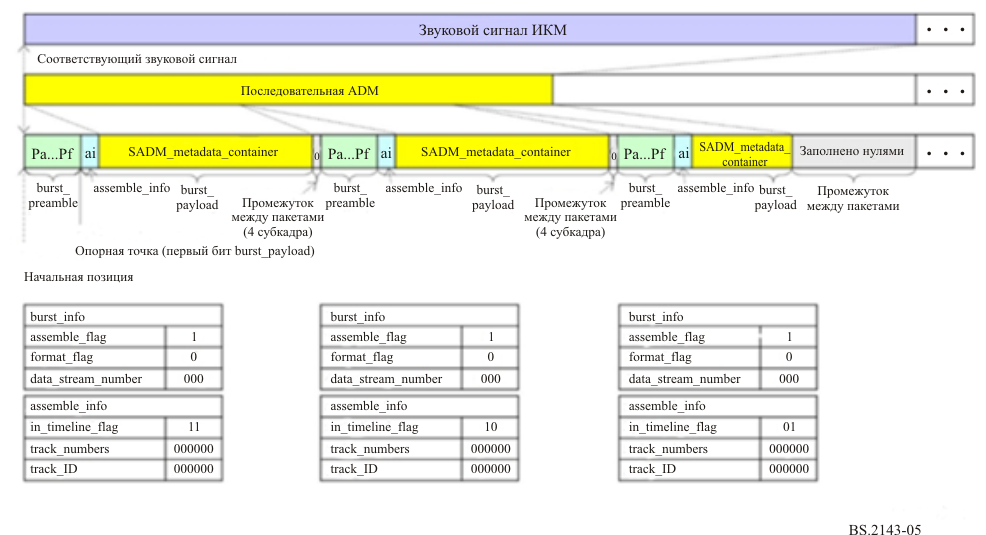 Звуковой сигнал ИКМ
• • •
Соответствующий звуковой сигнал
Последовательная ADM
• • •
Pa...Pf ai SADM_metadata_container 0 Pa...Pf ai SADM_metadata_container 0 Pa...Pf ai SADM_metadata_ container Заполнено нулями • • •
burst_ preamble
assemble_info
burst_ payload
Промежуток между пакетами (4 субкадра)
burst_ preamble
assemble_info
burst_ payload
Промежуток между пакетами (4 субкадра)
burst_ preamble
assemble_info
burst_ payload
Промежуток между пакетами
Опорная точка (первый бит burst_payload)
Начальная позиция
burst_info
assemble_flag 1
format_flag 0
data_stream_number 000
assemble_info
in_timeline_flag 11
track_numbers 000000
track_ID 000000
burst_info
assemble_flag 1
format_flag 0
data_stream_number 000
assemble_info
in_timeline_flag 10
track_numbers 000000
track_ID 000000
burst_info
assemble_flag 1
format_flag 0
data_stream_number 000
assemble_info
in_timeline_flag 01
track_numbers 000000
track_ID 000000
BS.2143-05